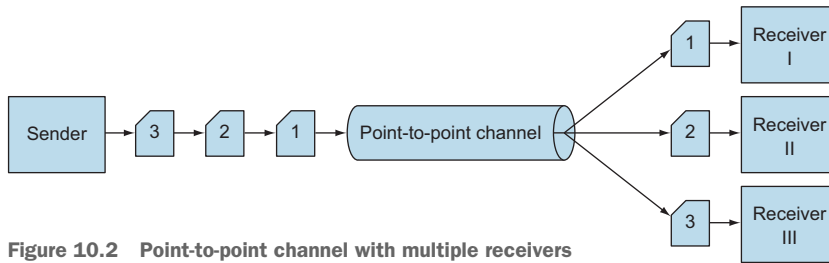 1
Receiver
I
Sender
3
2
1
Point-to-point channel
2
Receiver
II
3
Receiver
III
Figure 10.2 Point-to-point channel with multiple receivers